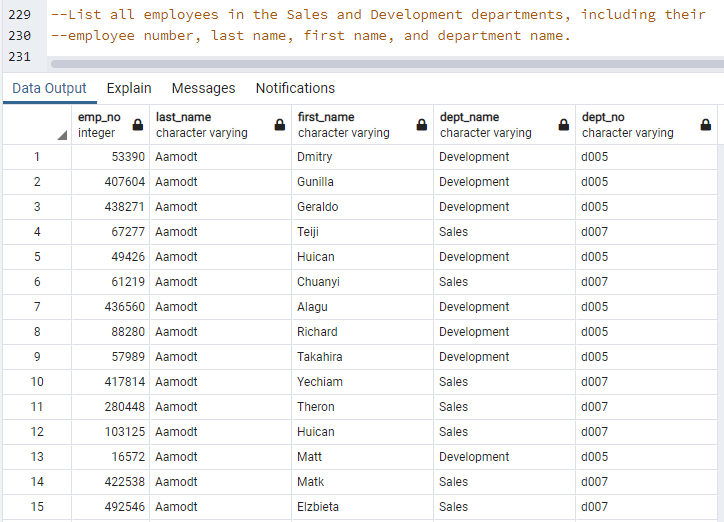 229 --List all employees in the Sales and Development departments, including their
230 --employee number, last name, first name, and department name.
231
Data Output Explain Messages Notifications
emp_no last_name first_name dept_name dept_no
integer character varying character varying character varying character varying
1 53390 Aamodt Dmitry Development d005
2 407604 Aamodt Gunilla Development d005
3 438271 Aamodt Geraldo Development d005
4 67277 Aamodt Teiji Sales d007
5 49426 Aamodt Huican Development d005
6 61219 Aamodt Chuanyi Sales d007
7 436560 Aamodt Alagu Development d005
8 88280 Aamodt Richard Development d005
9 57989 Aamodt Takahira Development d005
10 417814 Aamodt Yechiam Sales d007
11 280448 Aamodt Theron Sales d007
12 103125 Aamodt Huican Sales d007
13 16572 Aamodt Matt Development d005
14 422538 Aamodt Matk Sales d007
15 492546 Aamodt Elzbieta Sales d007